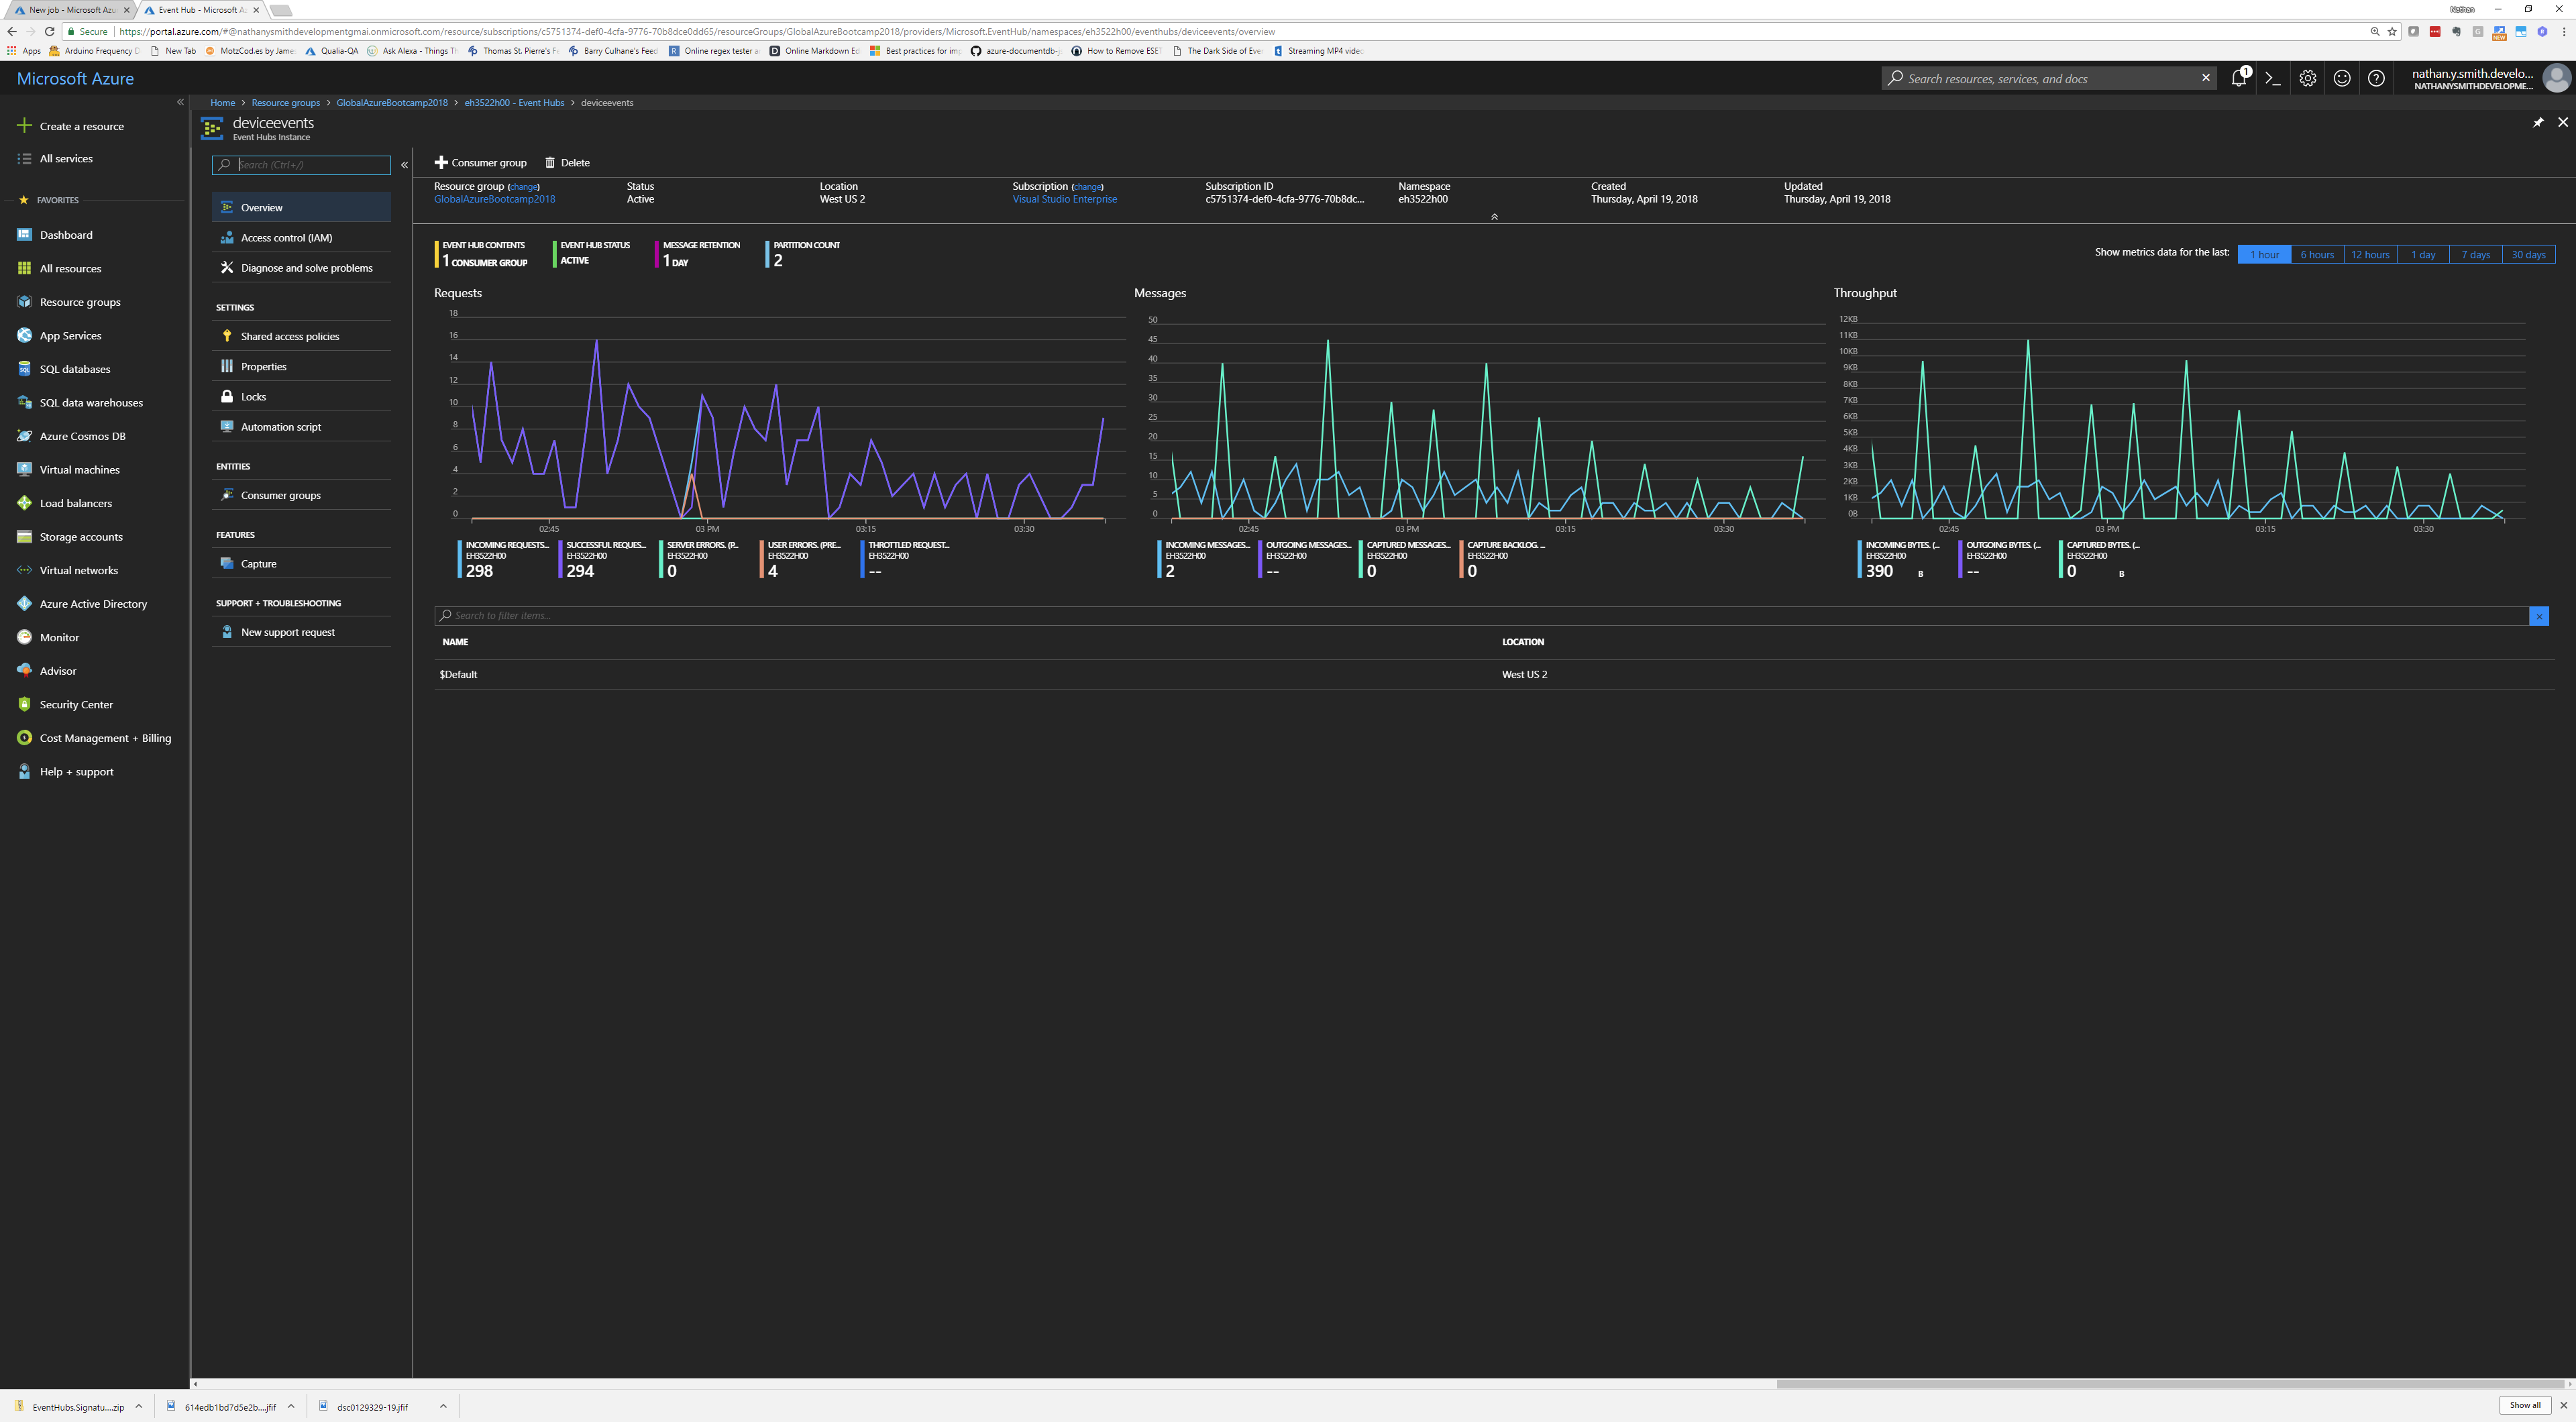 New job - Microsoft Azu
Event Hub - Microsoft Az
Nathan
Secure
https://portal.azure.com/#@nathanysmithdevelopmentgmai.onmicrosoft.com/resource/subscriptions/c5751374-def0-4cfa-9776-70b8dce0dd65/resourceGroups/GlobalAzureBootcamp2018/providers/Microsoft.EventHub/namespaces/eh3522h00/eventhubs/deviceevents/overview
Apps
Arduino Frequency D
New Tab
MotzCod.es by James
Qualia-QA
Ask Alexa - Things Th
Thomas St. Pierre's Fe
Barry Culhane's Feed
Online regex tester a
Online Markdown Ed
Best practices for im
azure-documentdb-j
How to Remove ESET
The Dark Side of Eve
Streaming MP4 video
Microsoft Azure
Search resources, services, and docs
1
nathan.y.smith.develo...
NATHANYSMITHDEVELOPME...
Home > Resource groups > GlobalAzureBootcamp2018 > eh3522h00 - Event Hubs > deviceevents
deviceevents
Event Hubs Instance
Create a resource
All services
FAVORITES
Dashboard
All resources
Resource groups
App Services
SQL databases
SQL data warehouses
Azure Cosmos DB
Virtual machines
Load balancers
Storage accounts
Virtual networks
Azure Active Directory
Monitor
Advisor
Security Center
Cost Management + Billing
Help + support
Search (Ctrl+/)
Overview
Access control (IAM)
Diagnose and solve problems
SETTINGS
Shared access policies
Properties
Locks
Automation script
ENTITIES
Consumer groups
FEATURES
Capture
SUPPORT + TROUBLESHOOTING
New support request
Consumer group
Delete
Resource group (change)
GlobalAzureBootcamp2018
Status
Active
Location
West US 2
Subscription (change)
Visual Studio Enterprise
Subscription ID
c5751374-def0-4cfa-9776-70b8dc...
Namespace
eh3522h00
Created
Thursday, April 19, 2018
Updated
Thursday, April 19, 2018
EVENT HUB CONTENTS
1 CONSUMER GROUP
EVENT HUB STATUS
ACTIVE
MESSAGE RETENTION
1 DAY
PARTITION COUNT
2
Show metrics data for the last:
1 hour
6 hours
12 hours
1 day
7 days
30 days
Requests
18
16
14
12
10
8
6
4
2
0
02:45
03 PM
03:15
03:30
INCOMING REQUESTS...
EH3522H00
298
SUCCESSFUL REQUES...
EH3522H00
294
SERVER ERRORS. (P...
EH3522H00
0
USER ERRORS. (PRE...
EH3522H00
4
THROTTLED REQUEST...
EH3522H00
--
Messages
50
45
40
35
30
25
20
15
10
5
0
02:45
03 PM
03:15
03:30
INCOMING MESSAGES...
EH3522H00
2
OUTGOING MESSAGES...
EH3522H00
--
CAPTURED MESSAGES...
EH3522H00
0
CAPTURE BACKLOG. ...
EH3522H00
0
Throughput
12KB
11KB
10KB
9KB
8KB
7KB
6KB
5KB
4KB
3KB
2KB
1KB
0B
02:45
03 PM
03:15
03:30
INCOMING BYTES. (...
EH3522H00
390 B
OUTGOING BYTES. (...
EH3522H00
--
CAPTURED BYTES. (...
EH3522H00
0 B
Search to filter items...
NAME
LOCATION
$Default
West US 2
EventHubs.Signatu....zip
614edb1bd7d5e2b....jfif
dsc0129329-19.jfif
Show all